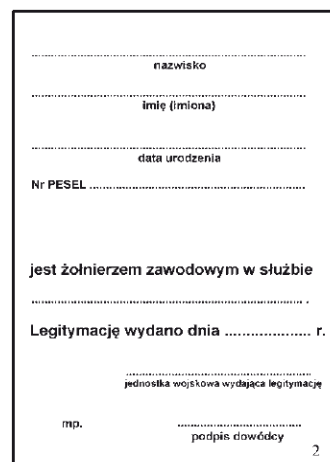 ........................................
nazwisko
........................................
imię (imiona)
........................................
data urodzenia
Nr PESEL ........................................
jest żołnierzem zawodowym w służbie
........................................ .
Legitymację wydano dnia .................... r.
........................................
jednostka wojskowa wydająca legitymację
mp. ..............................
podpis dowódcy
2